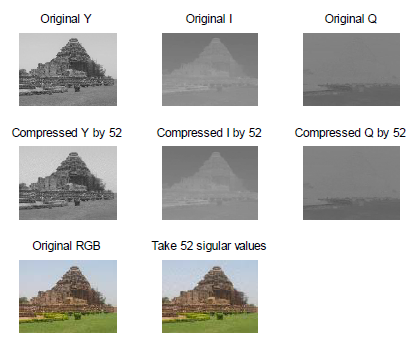 Original Y
Original I
Original Q
Compressed Y by 52
Compressed I by 52
Compressed Q by 52
Original RGB
Take 52 sigular values